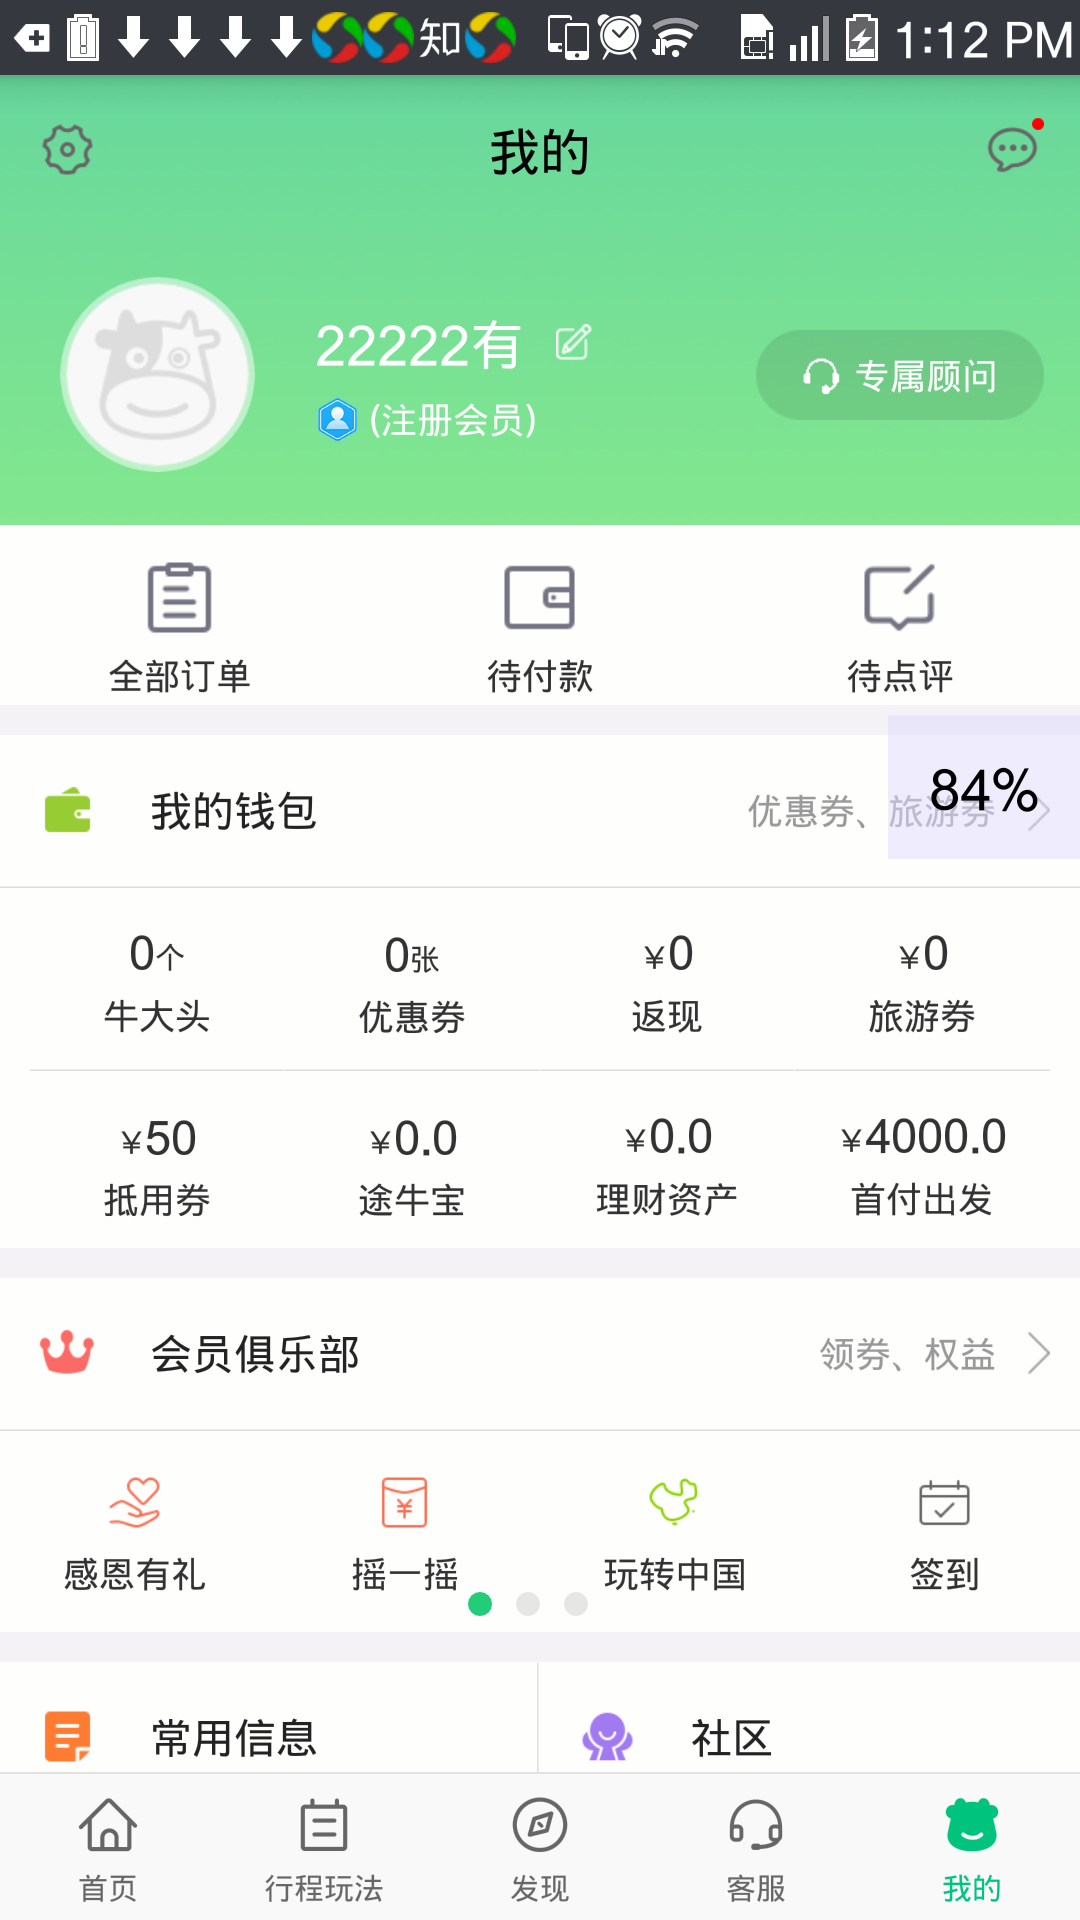 知 1:12 PM
我的
22222有
(注册会员)
专属顾问
全部订单 待付款 待点评
我的钱包 优惠券、旅游券
84%
0个 0张 ¥0 ¥0
牛大头 优惠券 返现 旅游券
¥50 ¥0.0 ¥0.0 ¥4000.0
抵用券 途牛宝 理财资产 首付出发
会员俱乐部 领券、权益
感恩有礼 摇一摇 玩转中国 签到
常用信息 社区
首页 行程玩法 发现 客服 我的